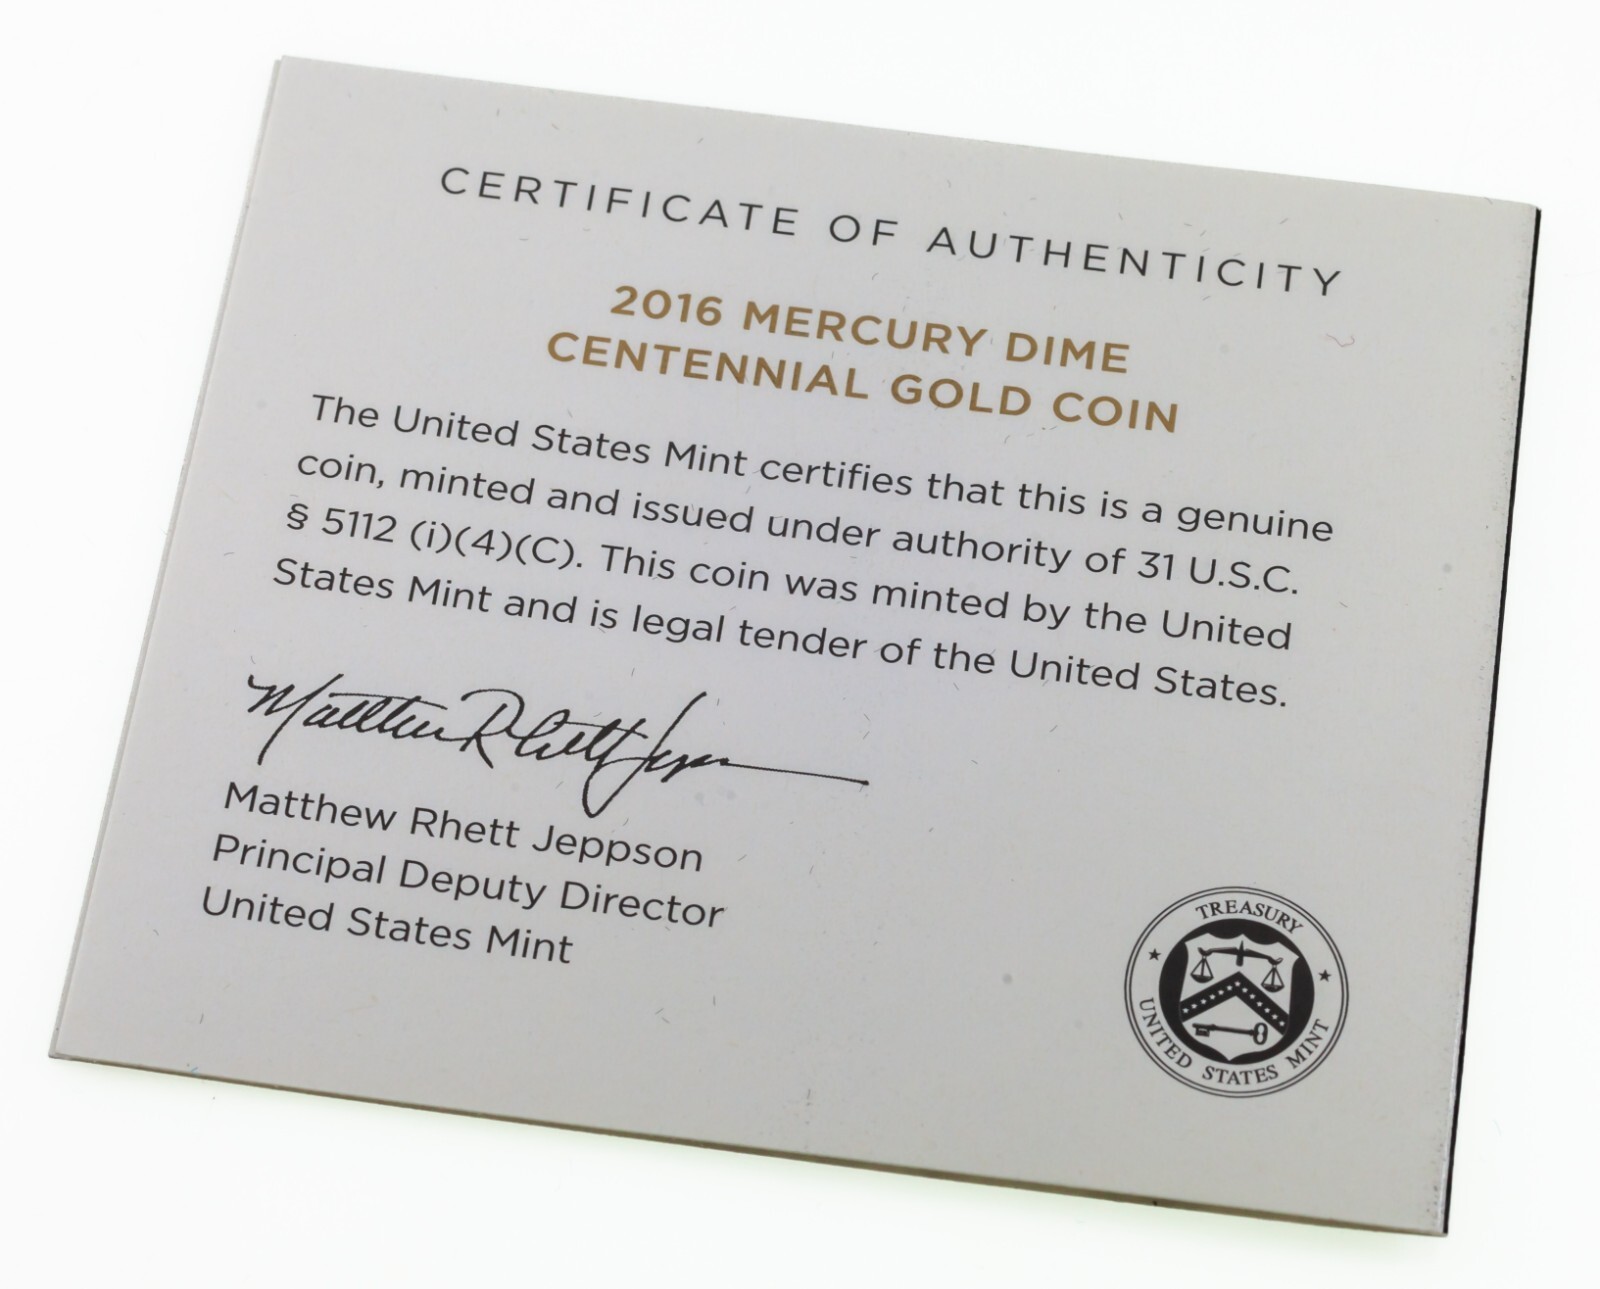 CERTIFICATE OF AUTHENTICITY
2016 MERCURY DIME
CENTENNIAL GOLD COIN
The United States Mint certifies that this is a genuine
coin, minted and issued under authority of 31 U.S.C.
§ 5112 (i)(4)(C). This coin was minted by the United
States Mint and is legal tender of the United States.
Matthew Rhett Jeppson
Matthew Rhett Jeppson
Principal Deputy Director
United States Mint
TREASURY
UNITED STATES MINT